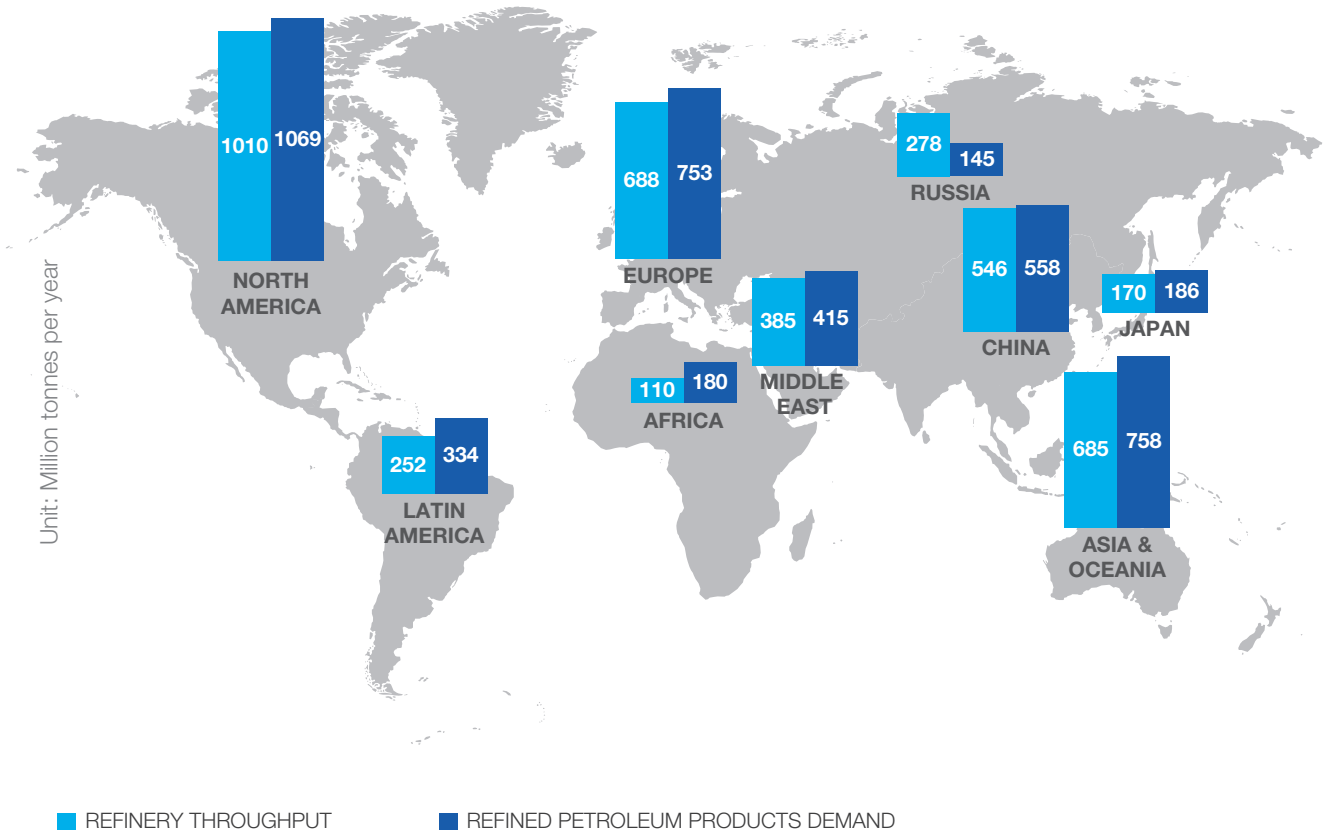 1010 1069
NORTH
AMERICA
688 753
EUROPE
278 145
RUSSIA
546 558
CHINA
170 186
JAPAN
385 415
MIDDLE
EAST
110 180
AFRICA
252 334
LATIN
AMERICA
685 758
ASIA &
OCEANIA
Unit: Million tonnes per year
REFINERY THROUGHPUT
REFINED PETROLEUM PRODUCTS DEMAND